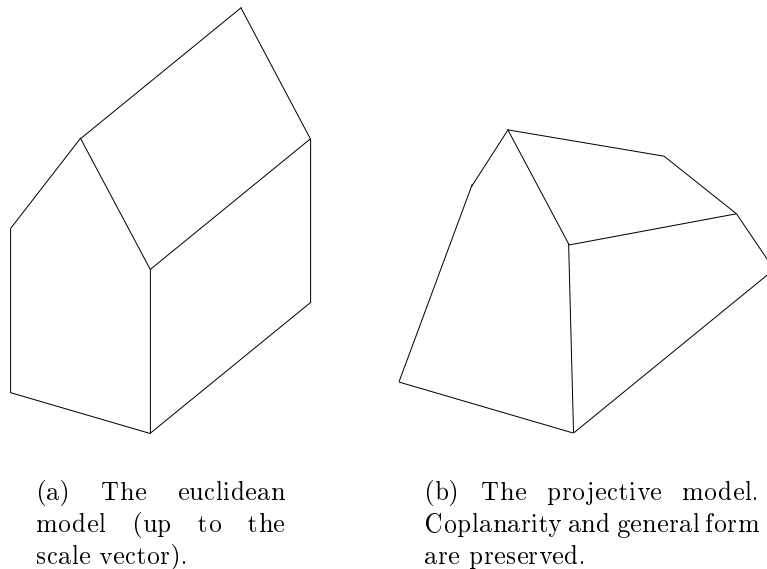 (a) The euclidean
model (up to the
scale vector).
(b) The projective model.
Coplanarity and general form
are preserved.